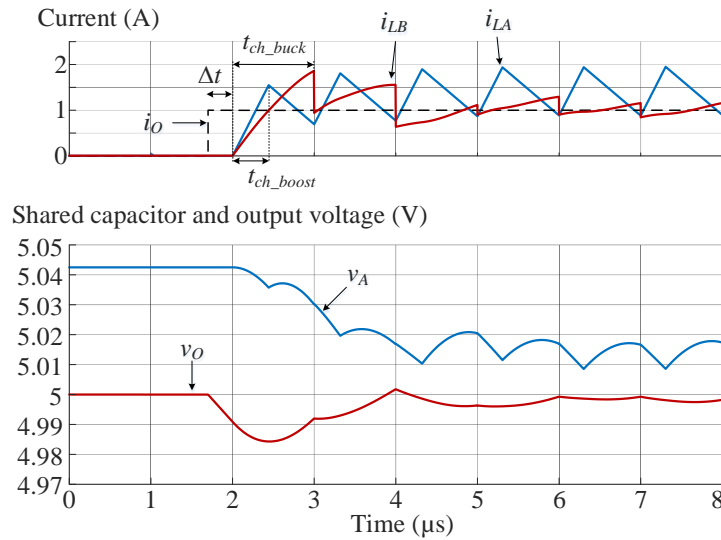 Current (A)
t_ch_buck
i_LB
i_LA
2
Δt
1
i_O
0
t_ch_boost
Shared capacitor and output voltage (V)
5.05
5.04
v_A
5.03
5.02
5.01
v_O
5
4.99
4.98
4.97
0 1 2 3 4 5 6 7 8
Time (μs)